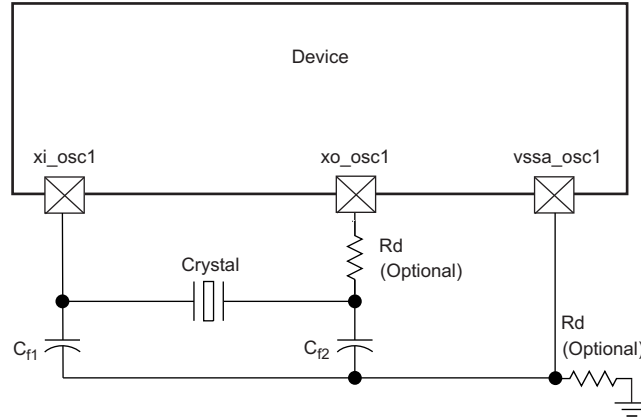 Device
xi_osc1
xo_osc1
vssa_osc1
Rd
(Optional)
Crystal
Rd
(Optional)
Cf1
Cf2